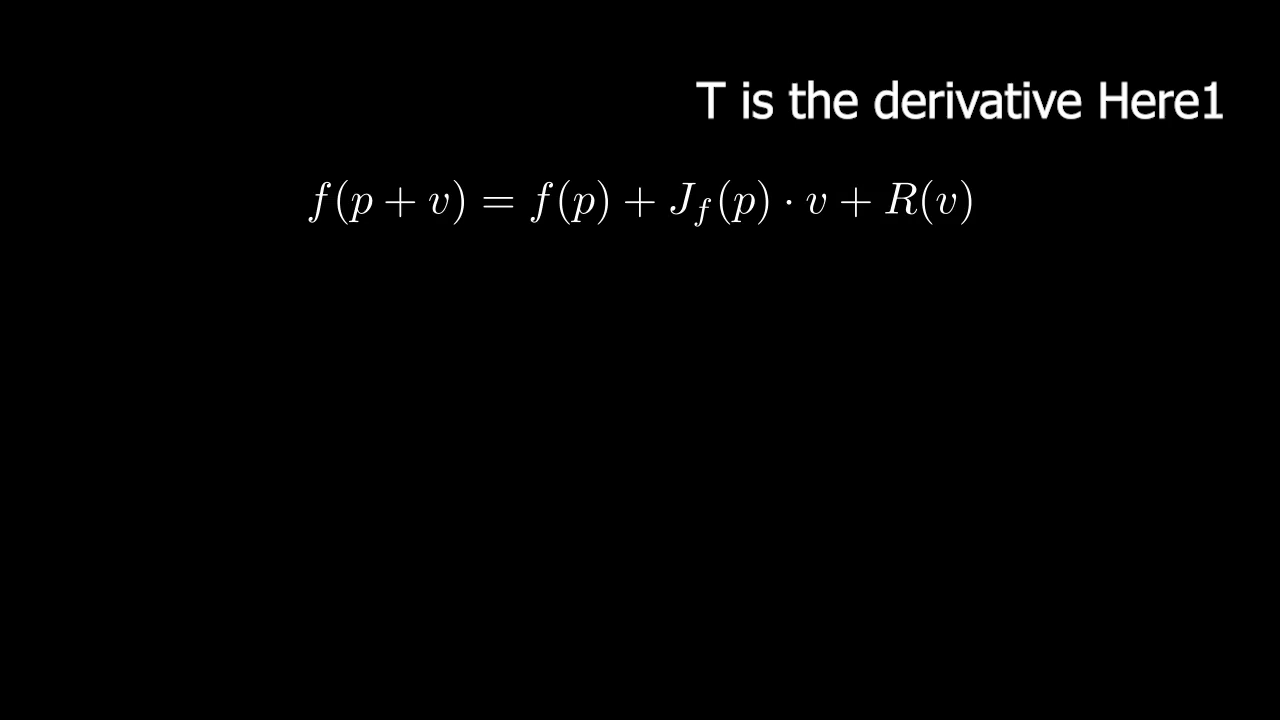 T is the derivative Here1
f(p + v) = f(p) + J_f(p) · v + R(v)